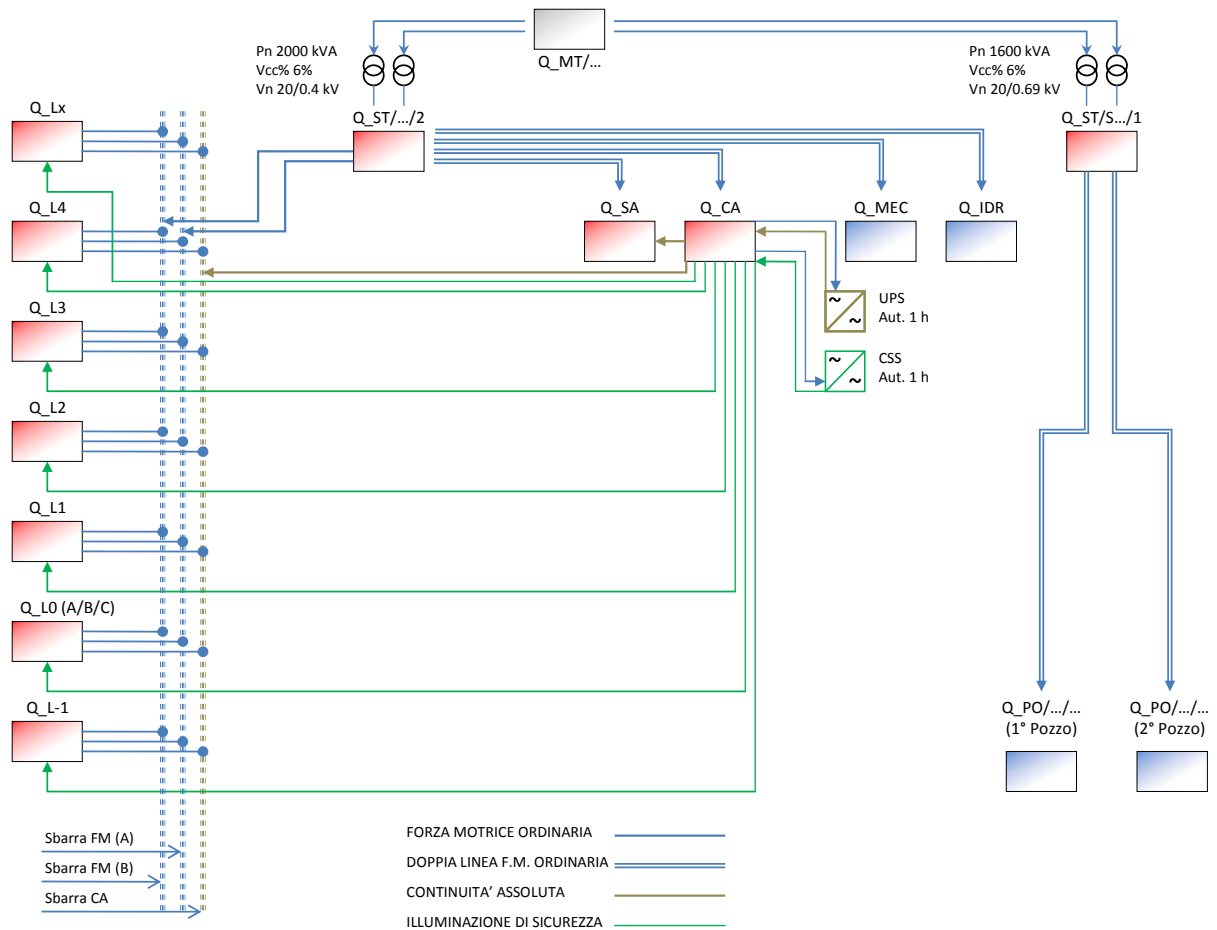 Pn 2000 kVA
Vcc% 6%
Vn 20/0.4 kV
Q_MT/...
Pn 1600 kVA
Vcc% 6%
Vn 20/0.69 kV
Q_Lx
Q_ST/.../2
Q_ST/S.../1
Q_L4
Q_SA
Q_CA
Q_MEC
Q_IDR
~
~
UPS
Aut. 1 h
Q_L3
~
~
CSS
Aut. 1 h
Q_L2
Q_L1
Q_L0 (A/B/C)
Q_L-1
Q_PO/.../...
(1° Pozzo)
Q_PO/.../...
(2° Pozzo)
Sbarra FM (A)
Sbarra FM (B)
Sbarra CA
FORZA MOTRICE ORDINARIA
DOPPIA LINEA F.M. ORDINARIA
CONTINUITA’ ASSOLUTA
ILLUMINAZIONE DI SICUREZZA